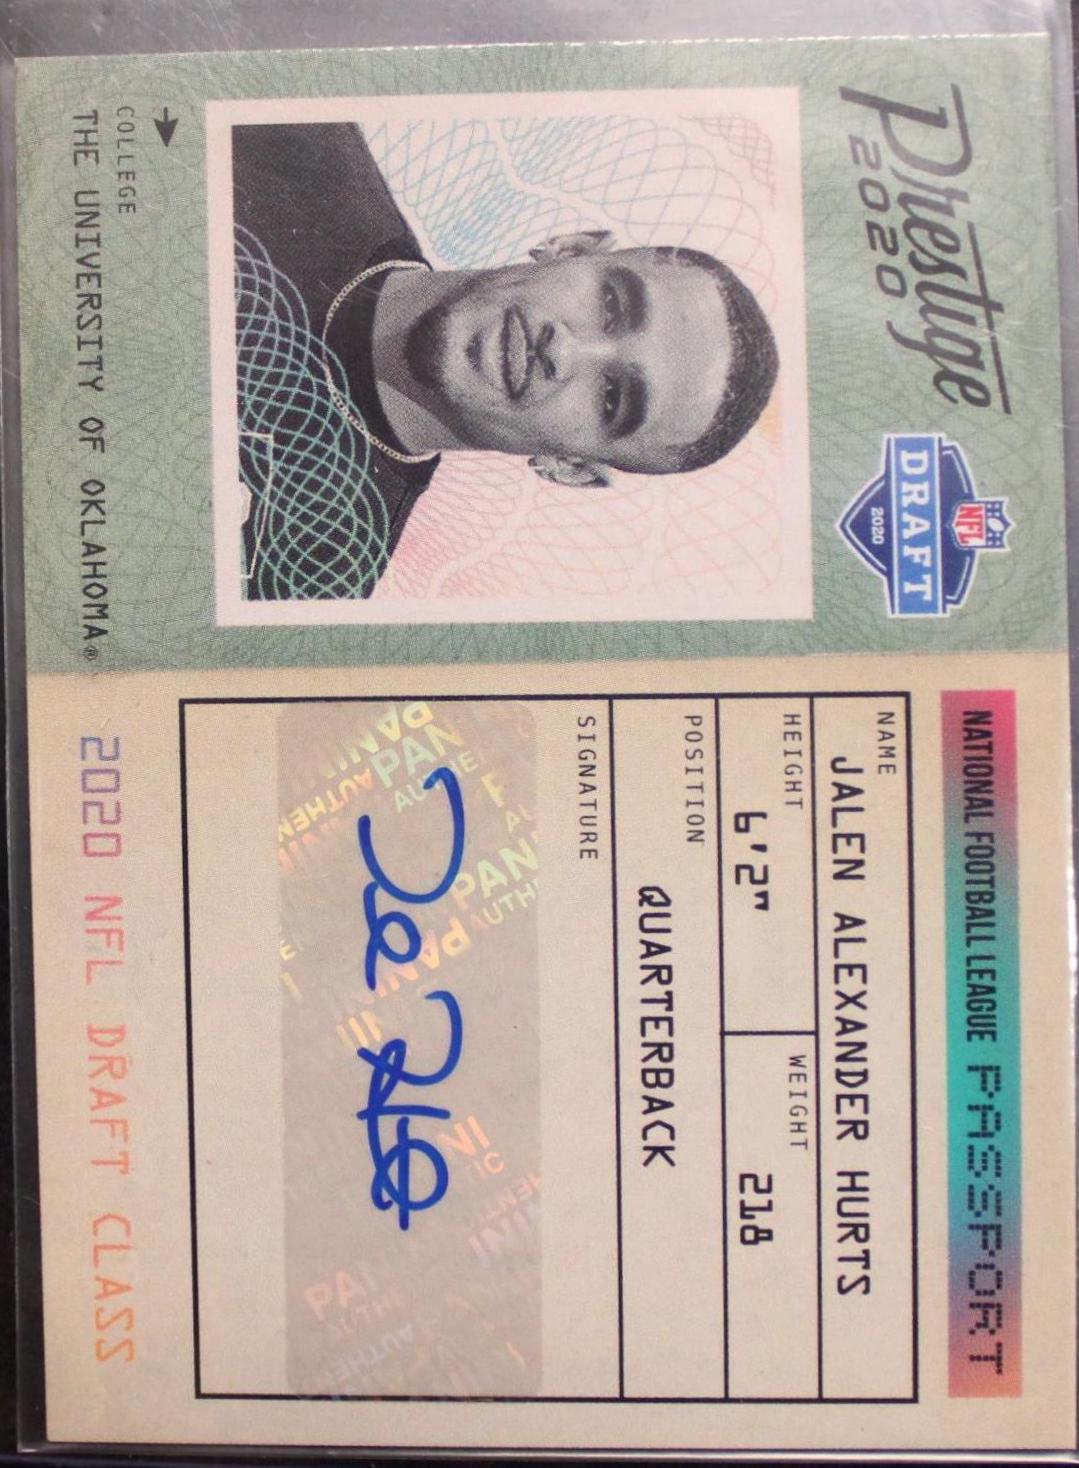 Prestige
2020
NFL
DRAFT
2020
COLLEGE
THE UNIVERSITY OF OKLAHOMA®
NATIONAL FOOTBALL LEAGUE PASSPORT
NAME
JALEN ALEXANDER HURTS
HEIGHT
6'2"
WEIGHT
218
POSITION
QUARTERBACK
SIGNATURE
2020 NFL DRAFT CLASS